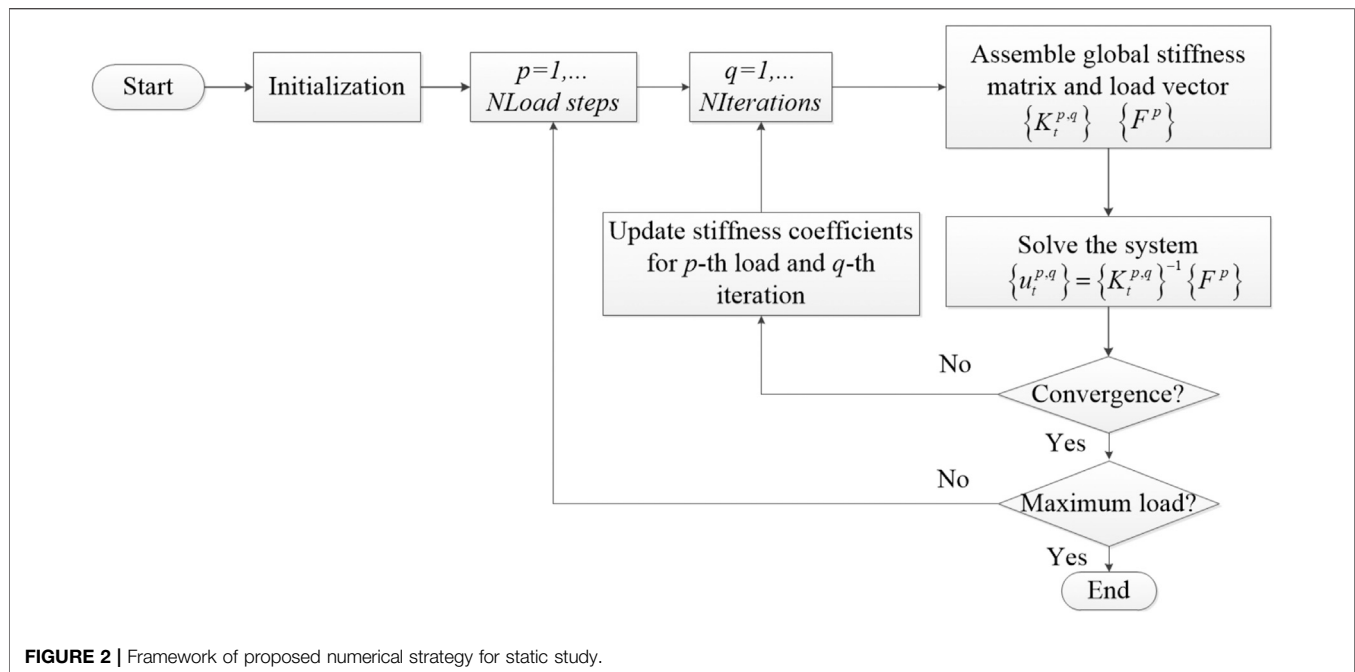 Start
Initialization
p=1,...
NLoad steps
q=1,...
NIterations
Assemble global stiffness
matrix and load vector
{K_t^{p,q}} {F^p}
Update stiffness coefficients
for p-th load and q-th
iteration
Solve the system
{u_t^{p,q}} = {K_t^{p,q}}^{-1} {F^p}
No
Convergence?
Yes
No
Maximum load?
Yes
End
FIGURE 2 | Framework of proposed numerical strategy for static study.